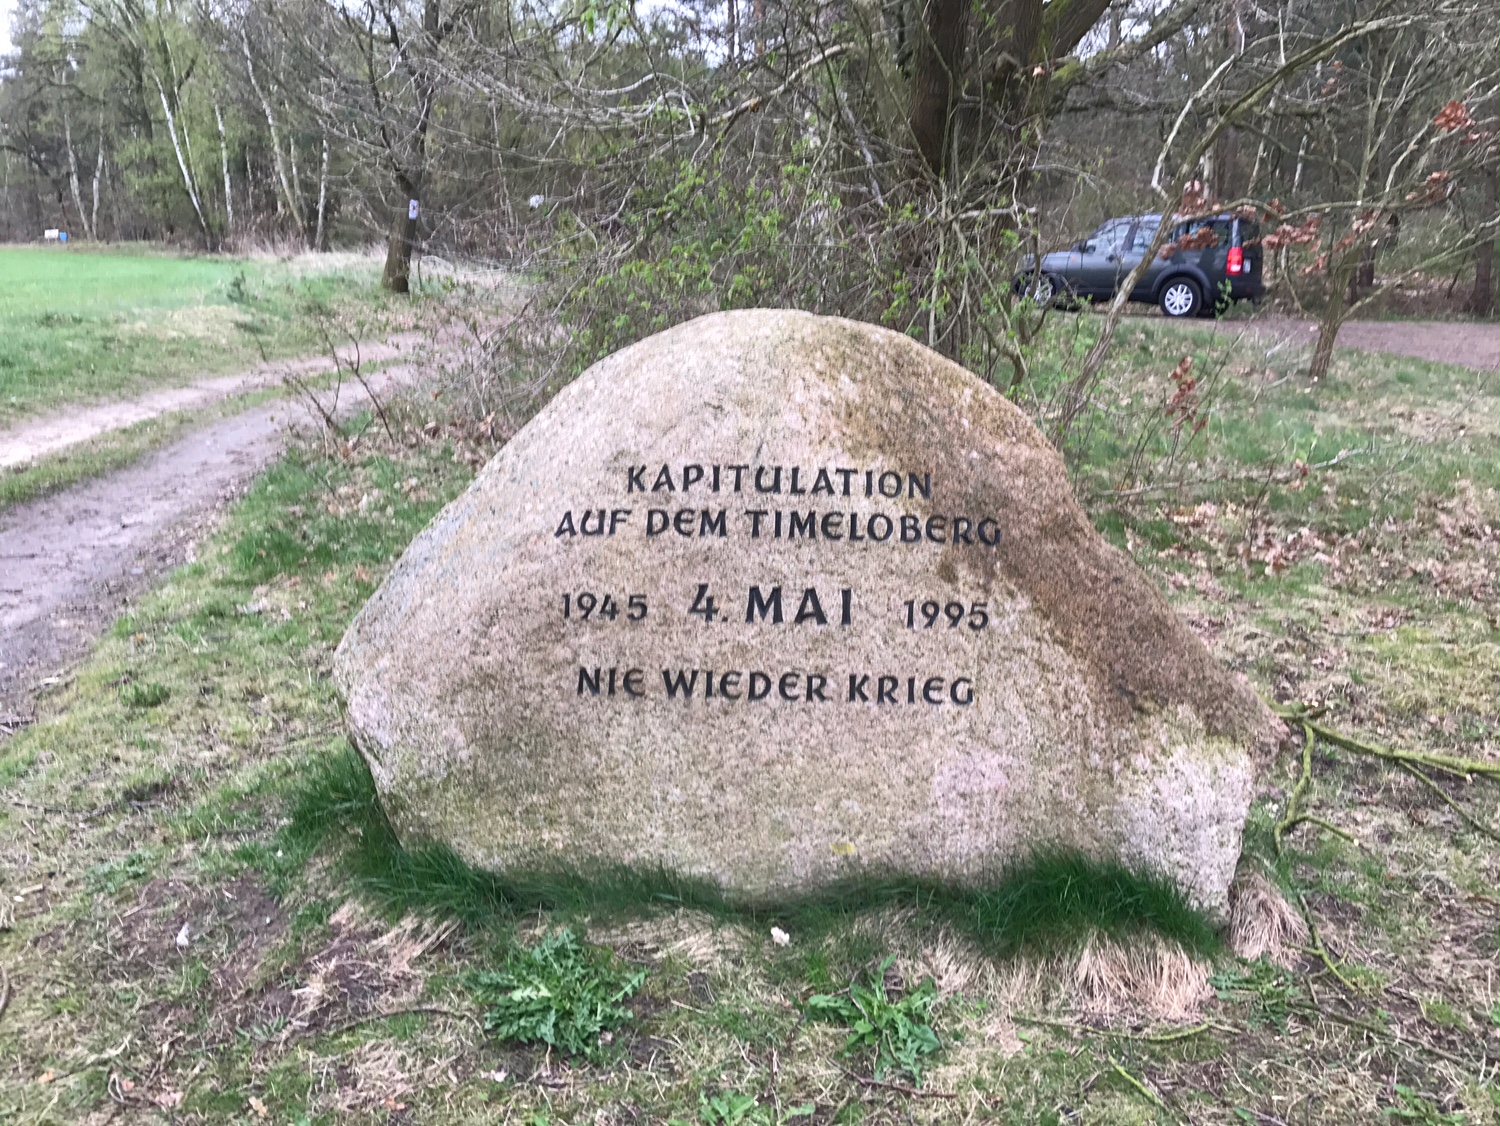 KAPITULATION
AUF DEM TIMELOBERG
1945 4. MAI 1995
NIE WIEDER KRIEG